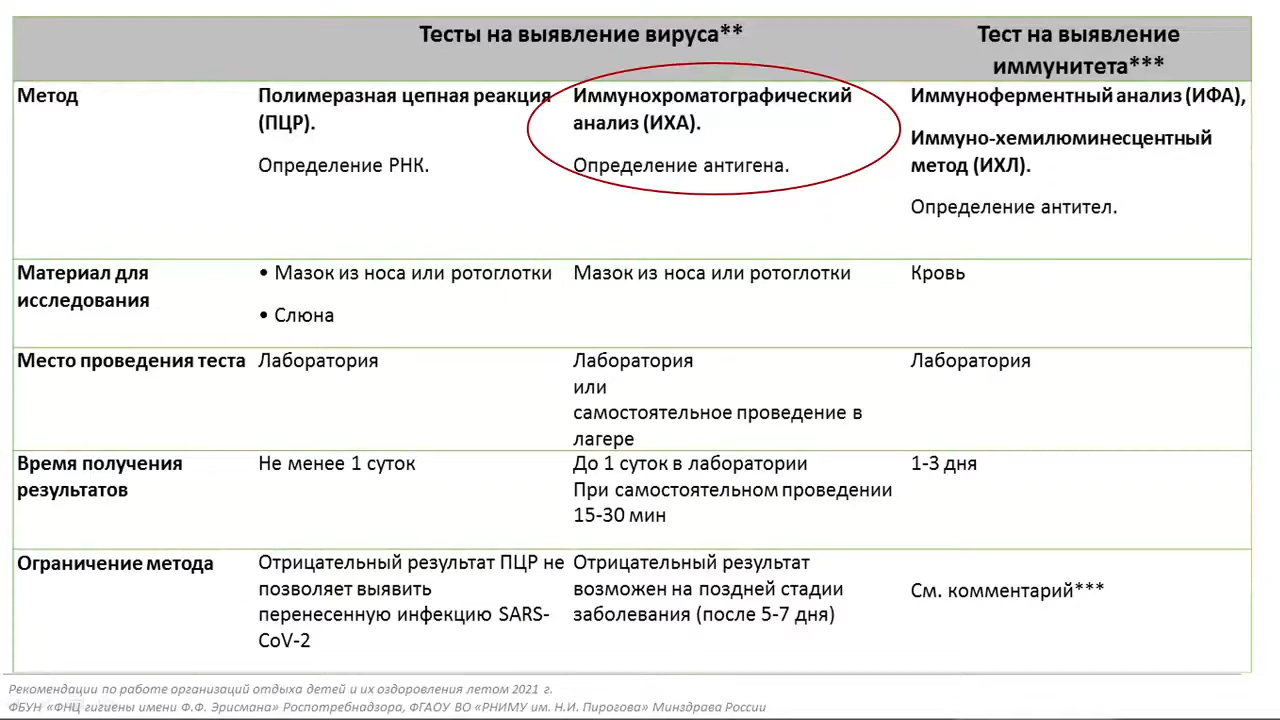 Тесты на выявление вируса**
Тест на выявление
иммунитета***
Метод
Полимеразная цепная реакция
(ПЦР).
Определение РНК.
Иммунохроматографический
анализ (ИХА).
Определение антигена.
Иммуноферментный анализ (ИФА),
Иммуно-хемилюминесцентный
метод (ИХЛ).
Определение антител.
Материал для
исследования
• Мазок из носа или ротоглотки
• Слюна
Мазок из носа или ротоглотки
Кровь
Место проведения теста
Лаборатория
Лаборатория
или
самостоятельное проведение в
лагере
Лаборатория
Время получения
результатов
Не менее 1 суток
До 1 суток в лаборатории
При самостоятельном проведении
15-30 мин
1-3 дня
Ограничение метода
Отрицательный результат ПЦР не
позволяет выявить
перенесенную инфекцию SARS-
CoV-2
Отрицательный результат
возможен на поздней стадии
заболевания (после 5-7 дня)
См. комментарий***
Рекомендации по работе организаций отдыха детей и их оздоровления летом 2021 г.
ФБУН «ФНЦ гигиены имени Ф.Ф. Эрисмана» Роспотребнадзора, ФГАОУ ВО «РНИМУ им. Н.И. Пирогова» Минздрава России